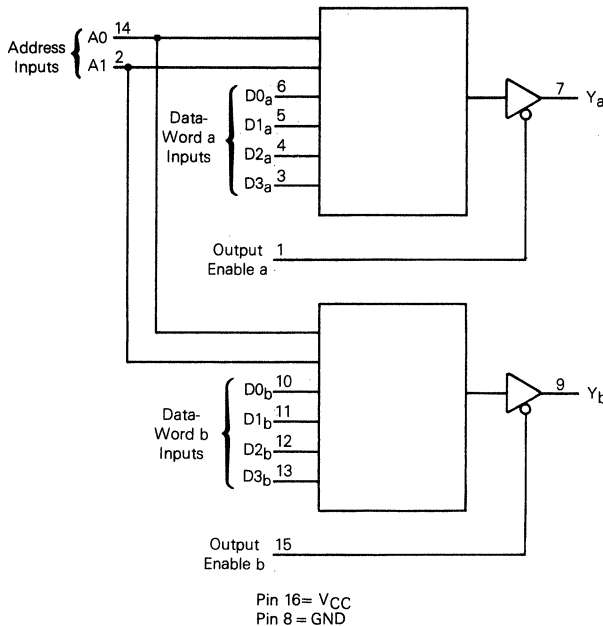 Address
Inputs
A0 14
A1 2
Data-
Word a
Inputs
D0a 6
D1a 5
D2a 4
D3a 3
7 Ya
Output
Enable a
1
Data-
Word b
Inputs
D0b 10
D1b 11
D2b 12
D3b 13
9 Yb
Output
Enable b
15
Pin 16= VCC
Pin 8 = GND